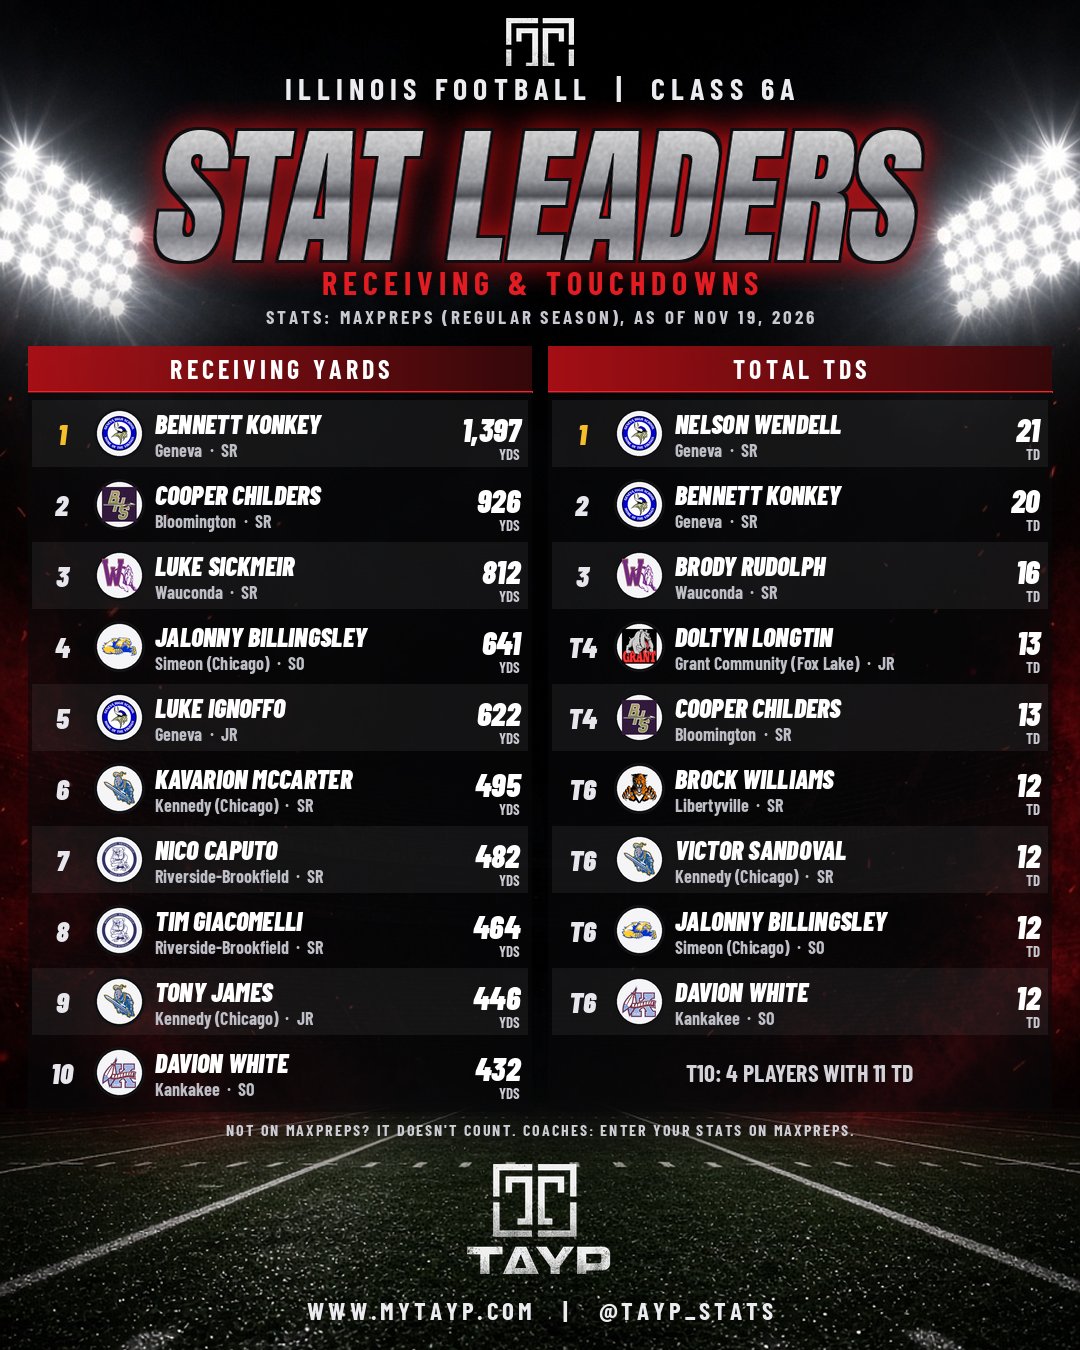 ILLINOIS FOOTBALL | CLASS 6A
STAT LEADERS
RECEIVING & TOUCHDOWNS
STATS: MAXPREPS (REGULAR SEASON), AS OF NOV 19, 2026
RECEIVING YARDS
1 BENNETT KONKEY 1,397
Geneva · SR YDS
2 COOPER CHILDERS 926
Bloomington · SR YDS
3 LUKE SICKMEIR 812
Wauconda · SR YDS
4 JALONNY BILLINGSLEY 641
Simeon (Chicago) · SO YDS
5 LUKE IGNOFFO 622
Geneva · JR YDS
6 KAVARION MCCARTER 495
Kennedy (Chicago) · SR YDS
7 NICO CAPUTO 482
Riverside-Brookfield · SR YDS
8 TIM GIACOMELLI 464
Riverside-Brookfield · SR YDS
9 TONY JAMES 446
Kennedy (Chicago) · JR YDS
10 DAVION WHITE 432
Kankakee · SO YDS
TOTAL TDS
1 NELSON WENDELL 21
Geneva · SR TD
2 BENNETT KONKEY 20
Geneva · SR TD
3 BRODY RUDOLPH 16
Wauconda · SR TD
T4 DOLTYN LONGTIN 13
GRANT
Grant Community (Fox Lake) · JR TD
T4 COOPER CHILDERS 13
Bloomington · SR TD
T6 BROCK WILLIAMS 12
Libertyville · SR TD
T6 VICTOR SANDOVAL 12
Kennedy (Chicago) · SR TD
T6 JALONNY BILLINGSLEY 12
Simeon (Chicago) · SO TD
T6 DAVION WHITE 12
Kankakee · SO TD
T10: 4 PLAYERS WITH 11 TD
NOT ON MAXPREPS? IT DOESN'T COUNT. COACHES: ENTER YOUR STATS ON MAXPREPS.
TAYP
WWW.MYTAYP.COM | @TAYP_STATS